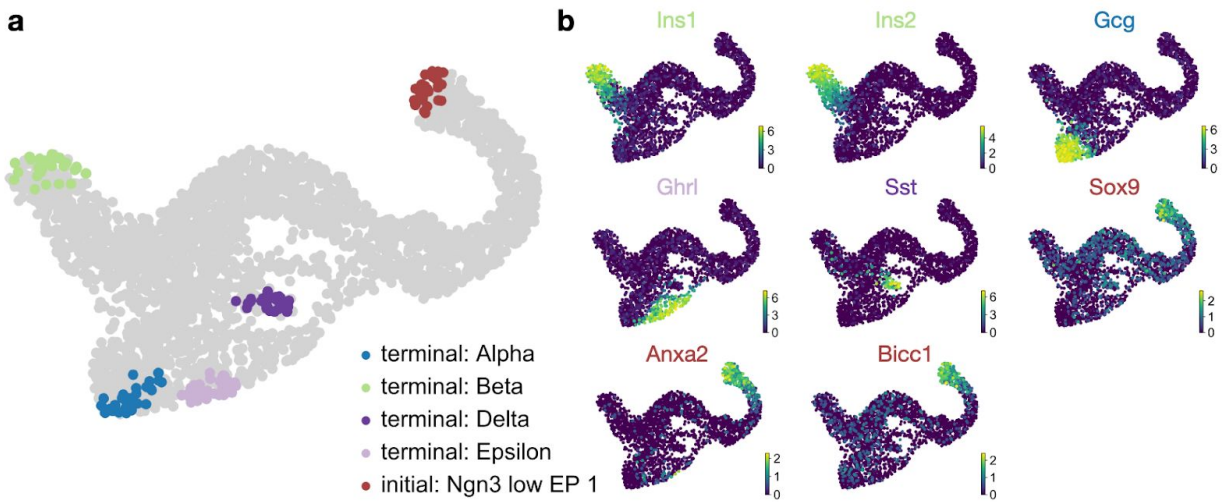 a
terminal: Alpha
terminal: Beta
terminal: Delta
terminal: Epsilon
initial: Ngn3 low EP 1
b
Ins1
6
3
0
Ins2
4
2
0
Gcg
6
3
0
Ghrl
6
3
0
Sst
6
3
0
Sox9
2
1
0
Anxa2
2
1
0
Bicc1
2
1
0